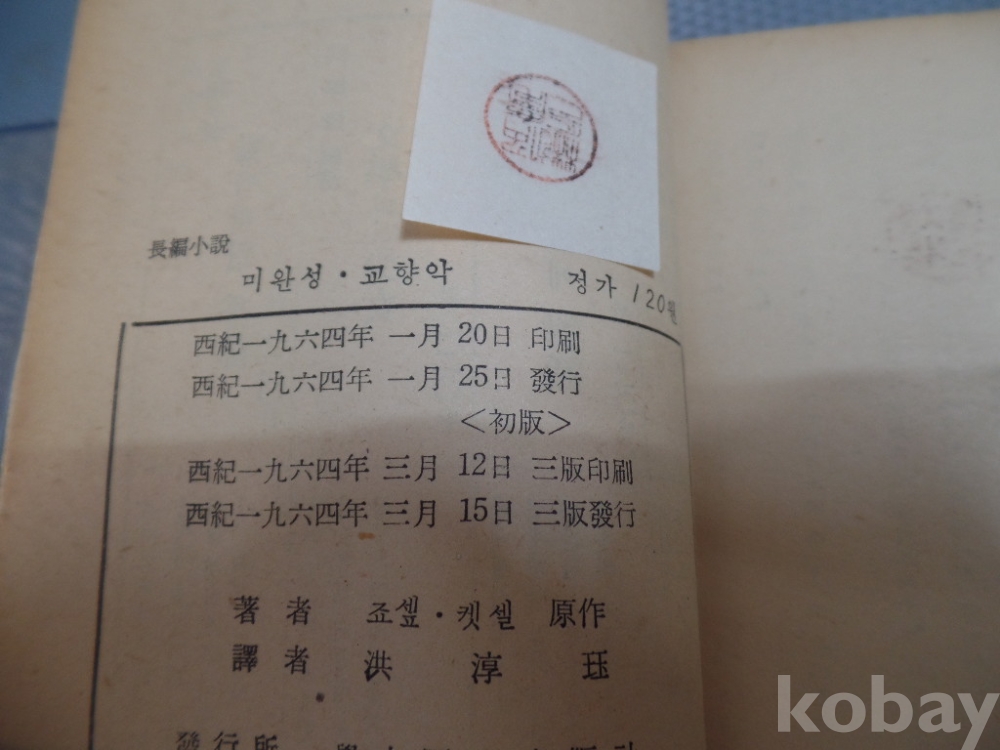 長編小說
미완성・교향악 정가 120원
西紀一九六四年 一月 20日 印刷
西紀一九六四年 一月 25日 發行
<初版>
西紀一九六四年 三月 12日 三版印刷
西紀一九六四年 三月 15日 三版發行
著者 죠셒・켓셀 原作
譯者 洪淳珏
發行所
kobay